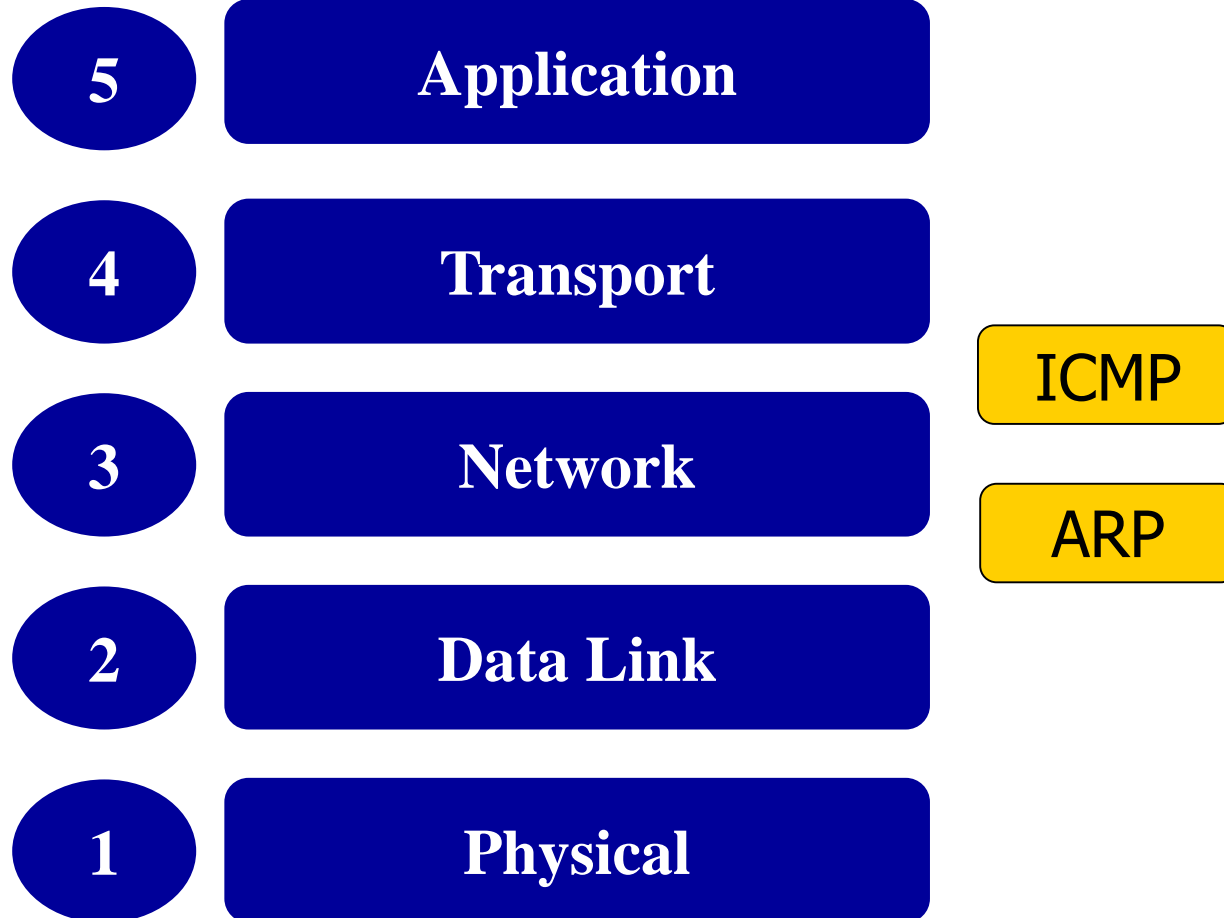 5 Application
4 Transport
ICMP
3 Network
ARP
2 Data Link
1 Physical